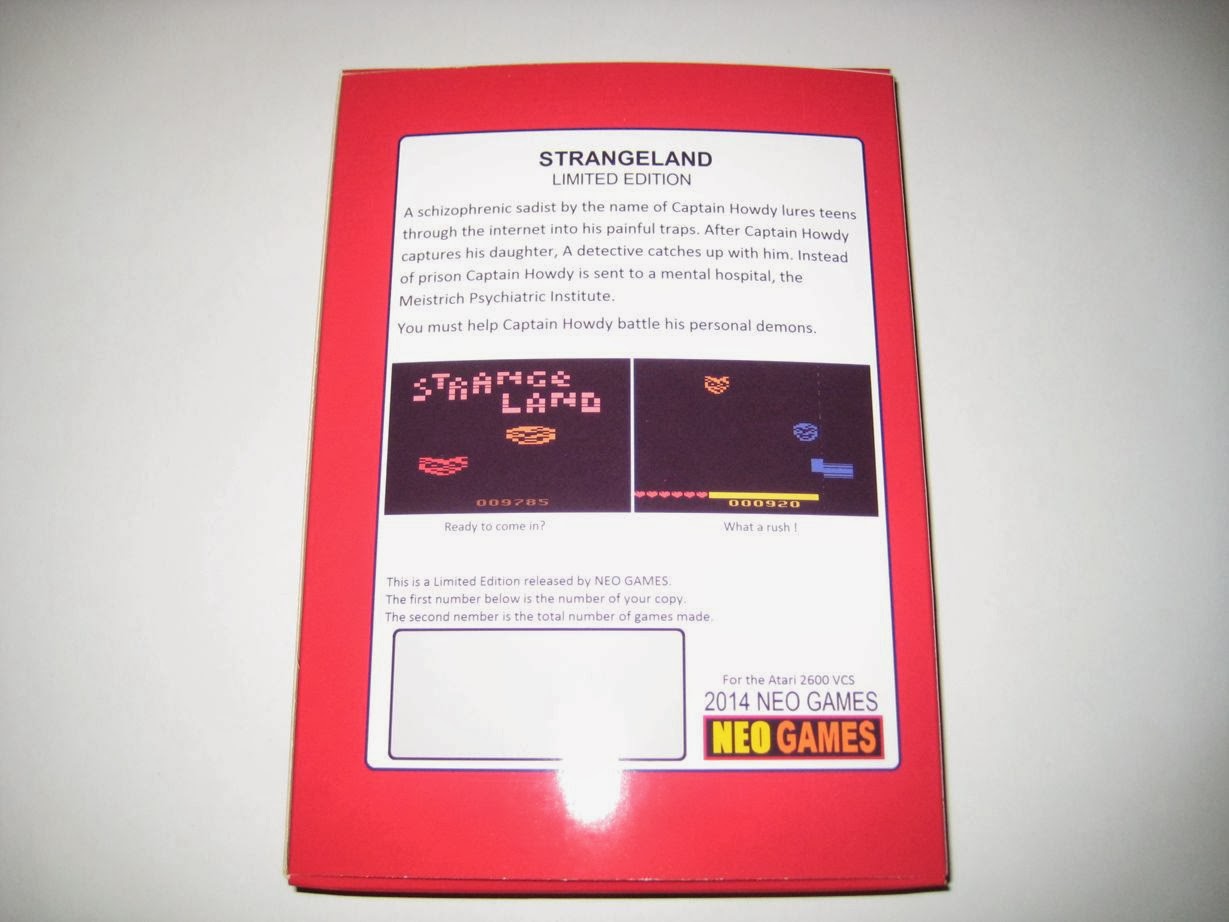 STRANGELAND
LIMITED EDITION
A schizophrenic sadist by the name of Captain Howdy lures teens
through the internet into his painful traps. After Captain Howdy
captures his daughter, A detective catches up with him. Instead
of prison Captain Howdy is sent to a mental hospital, the
Meistrich Psychiatric Institute.
You must help Captain Howdy battle his personal demons.
STRANGE
LAND
009785
000920
Ready to come in?
What a rush !
This is a Limited Edition released by NEO GAMES.
The first number below is the number of your copy.
The second nember is the total number of games made.
For the Atari 2600 VCS
2014 NEO GAMES
NEO GAMES